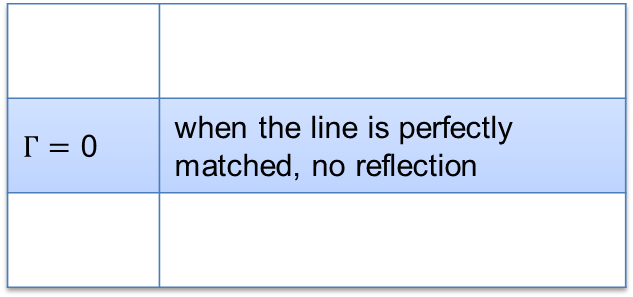 Γ = 0
when the line is perfectly
matched, no reflection